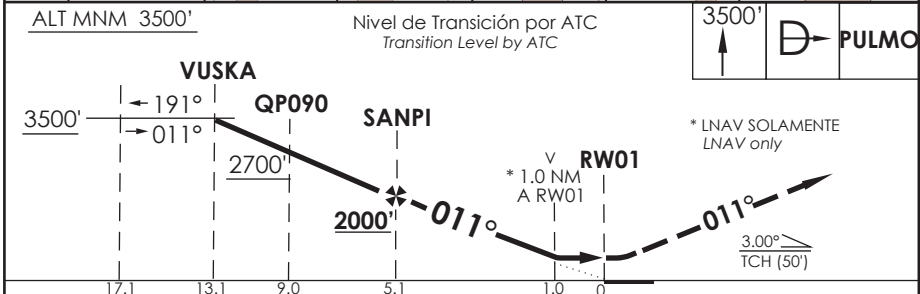 ALT MNM 3500'
Nivel de Transición por ATC
Transition Level by ATC
3500'
D
PULMO
VUSKA
191°
QP090
SANPI
3500'
011°
* LNAV SOLAMENTE
LNAV only
V
RW01
* 1.0 NM
A RW01
2700'
2000'
011°
011°
3.00°
TCH (50')
17.1 13.1 9.0 5.1 1.0 0